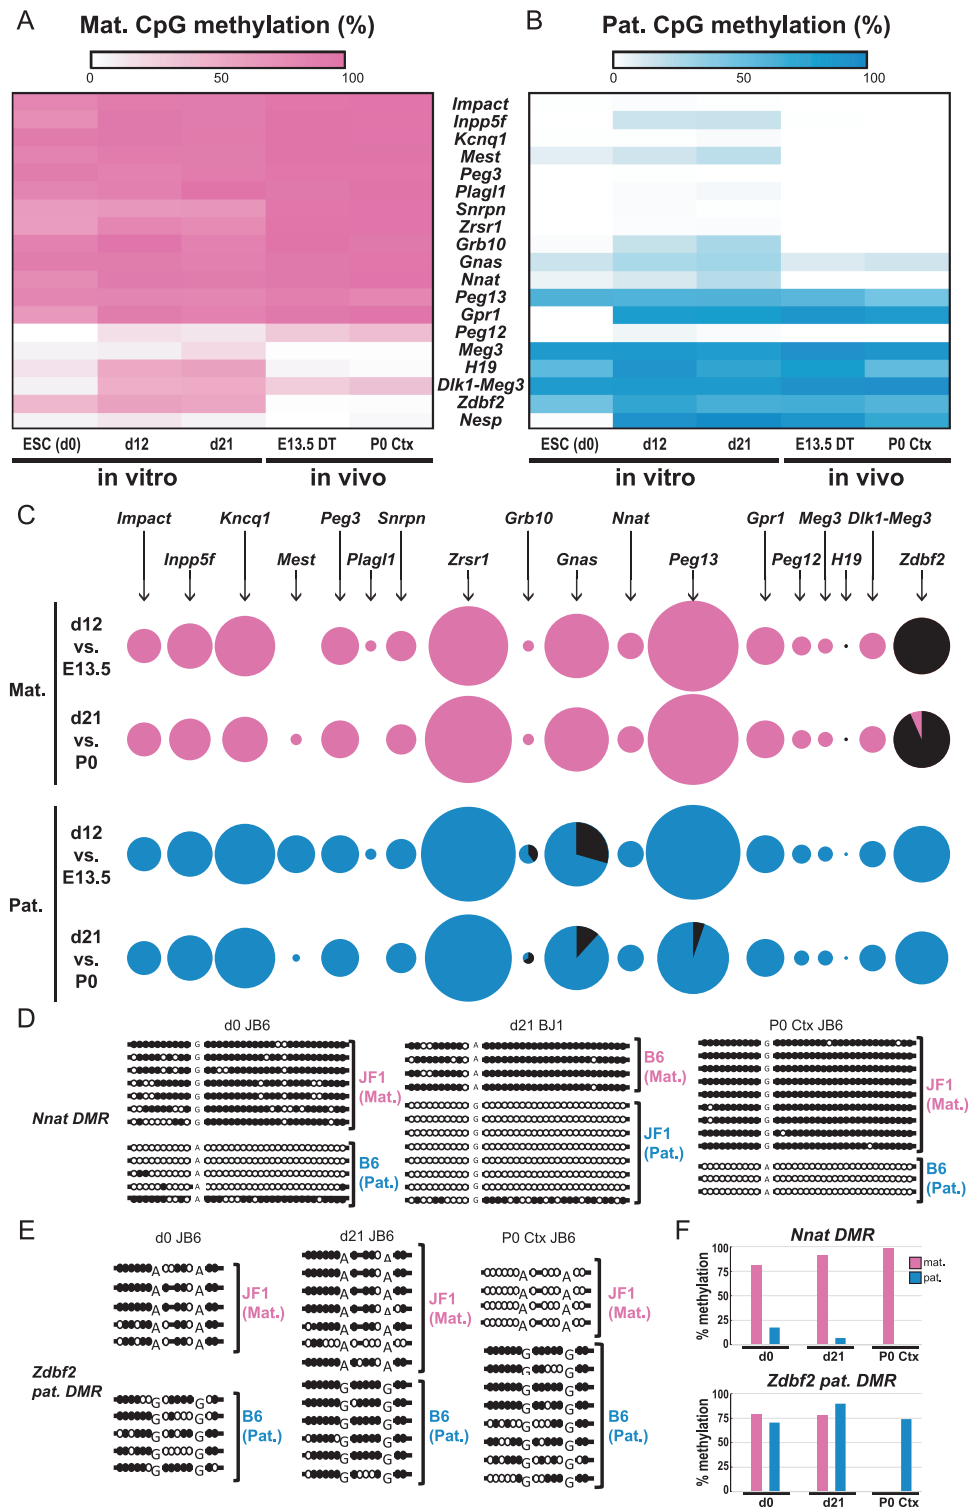 A Mat. CpG methylation (%)
0 50 100
B Pat. CpG methylation (%)
0 50 100
Impact
Inpp5f
Kcnq1
Mest
Peg3
Plagl1
Snrpn
Zrsr1
Grb10
Gnas
Nnat
Peg13
Gpr1
Peg12
Meg3
H19
Dlk1-Meg3
Zdbf2
Nesp
ESC (d0) d12 d21 E13.5 DT P0 Ctx
in vitro in vivo
ESC (d0) d12 d21 E13.5 DT P0 Ctx
in vitro in vivo
C
Impact Kncq1 Peg3 Snrpn Grb10 Nnat Gpr1 Meg3 Dlk1-Meg3
Inpp5f Mest Plagl1 Zrsr1 Gnas Peg13 Peg12 H19 Zdbf2
Mat.
d12
vs.
E13.5
d21
vs.
P0
Pat.
d12
vs.
E13.5
d21
vs.
P0
D
Nnat DMR
d0 JB6
G
G
G
G
G
G
G
JF1
(Mat.)
A
A
A
A
A
B6
(Pat.)
d21 BJ1
A
A
A
A
B6
(Mat.)
G
G
G
G
G
G
G
G
JF1
(Pat.)
P0 Ctx JB6
G
G
G
G
G
G
G
G
G
JF1
(Mat.)
A
A
A
B6
(Pat.)
E
Zdbf2
pat. DMR
d0 JB6
A A
A A
A A
A A
A A
JF1
(Mat.)
G G
G G
G G
G G
G G
B6
(Pat.)
d21 JB6
A A
A A
A A
A A
A A
A A
A A
JF1
(Mat.)
G G
G G
G G
G G
G G
G G
B6
(Pat.)
P0 Ctx JB6
A A
A A
A A
A A
JF1
(Mat.)
G G
G G
G G
G G
G G
G G
G G
G G
B6
(Pat.)
F
Nnat DMR
% methylation
100
50
0
mat.
pat.
d0 d21 P0 Ctx
Zdbf2 pat. DMR
% methylation
100
50
0
d0 d21 P0 Ctx